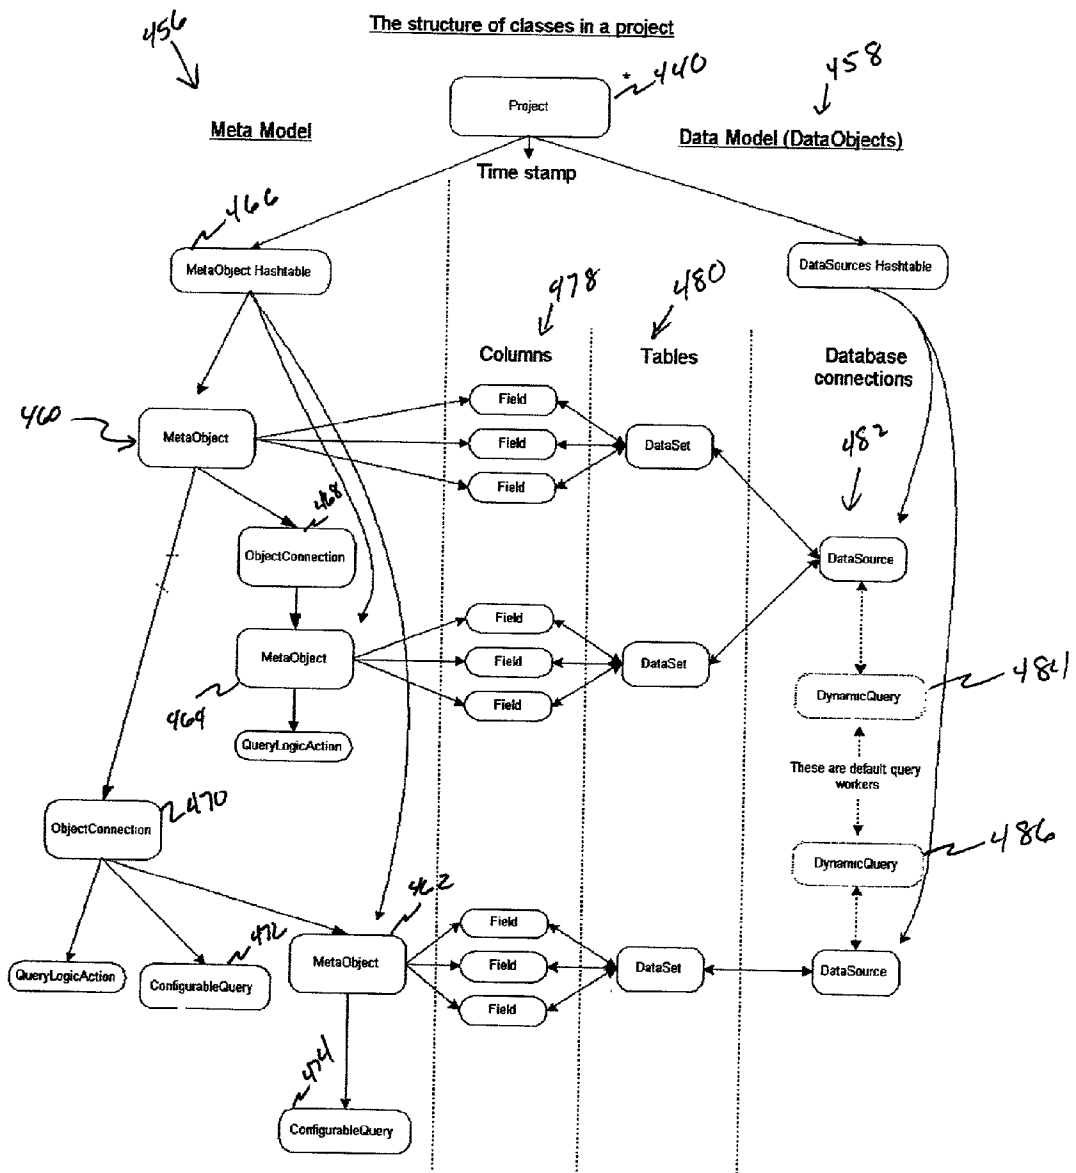 The structure of classes in a project
456
Project
* 440
458
Meta Model
Data Model (DataObjects)
Time stamp
466
MetaObject Hashtable
DataSources Hashtable
478
480
Columns
Tables
Database
connections
460
MetaObject
Field
Field
Field
DataSet
482
468
ObjectConnection
DataSource
Field
MetaObject
Field
DataSet
Field
464
484
DynamicQuery
QueryLogicAction
These are default query
workers
470
ObjectConnection
486
DynamicQuery
462
Field
472
MetaObject
Field
DataSet
DataSource
QueryLogicAction
ConfigurableQuery
Field
474
ConfigurableQuery